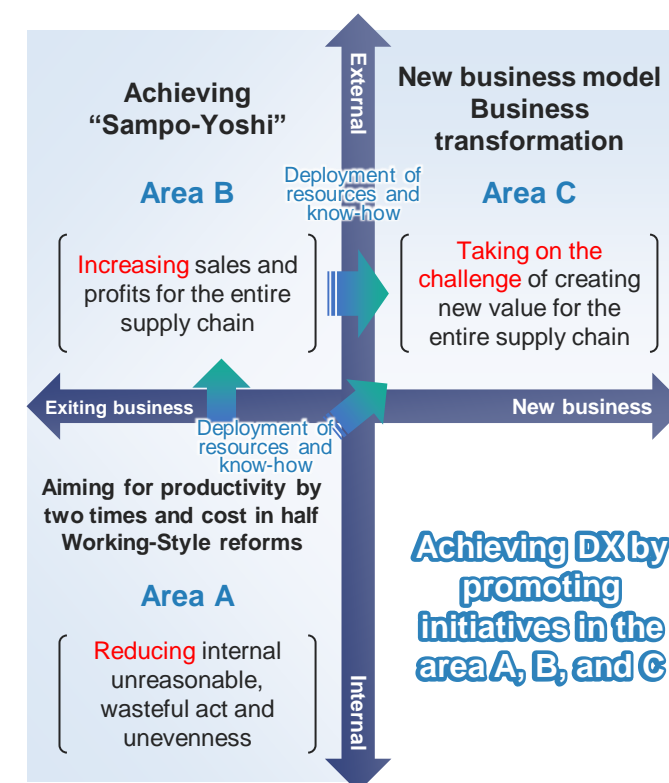 External
Achieving
“Sampo-Yoshi”
Area B
Increasing sales and
profits for the entire
supply chain
Deployment of
resources and
know-how
New business model
Business
transformation
Area C
Taking on the
challenge of creating
new value for the
entire supply chain
Exiting business
New business
Deployment of
resources and
know-how
Aiming for productivity by
two times and cost in half
Working-Style reforms
Area A
Reducing internal
unreasonable,
wasteful act and
unevenness
Internal
Achieving DX by
promoting
initiatives in the
area A, B, and C